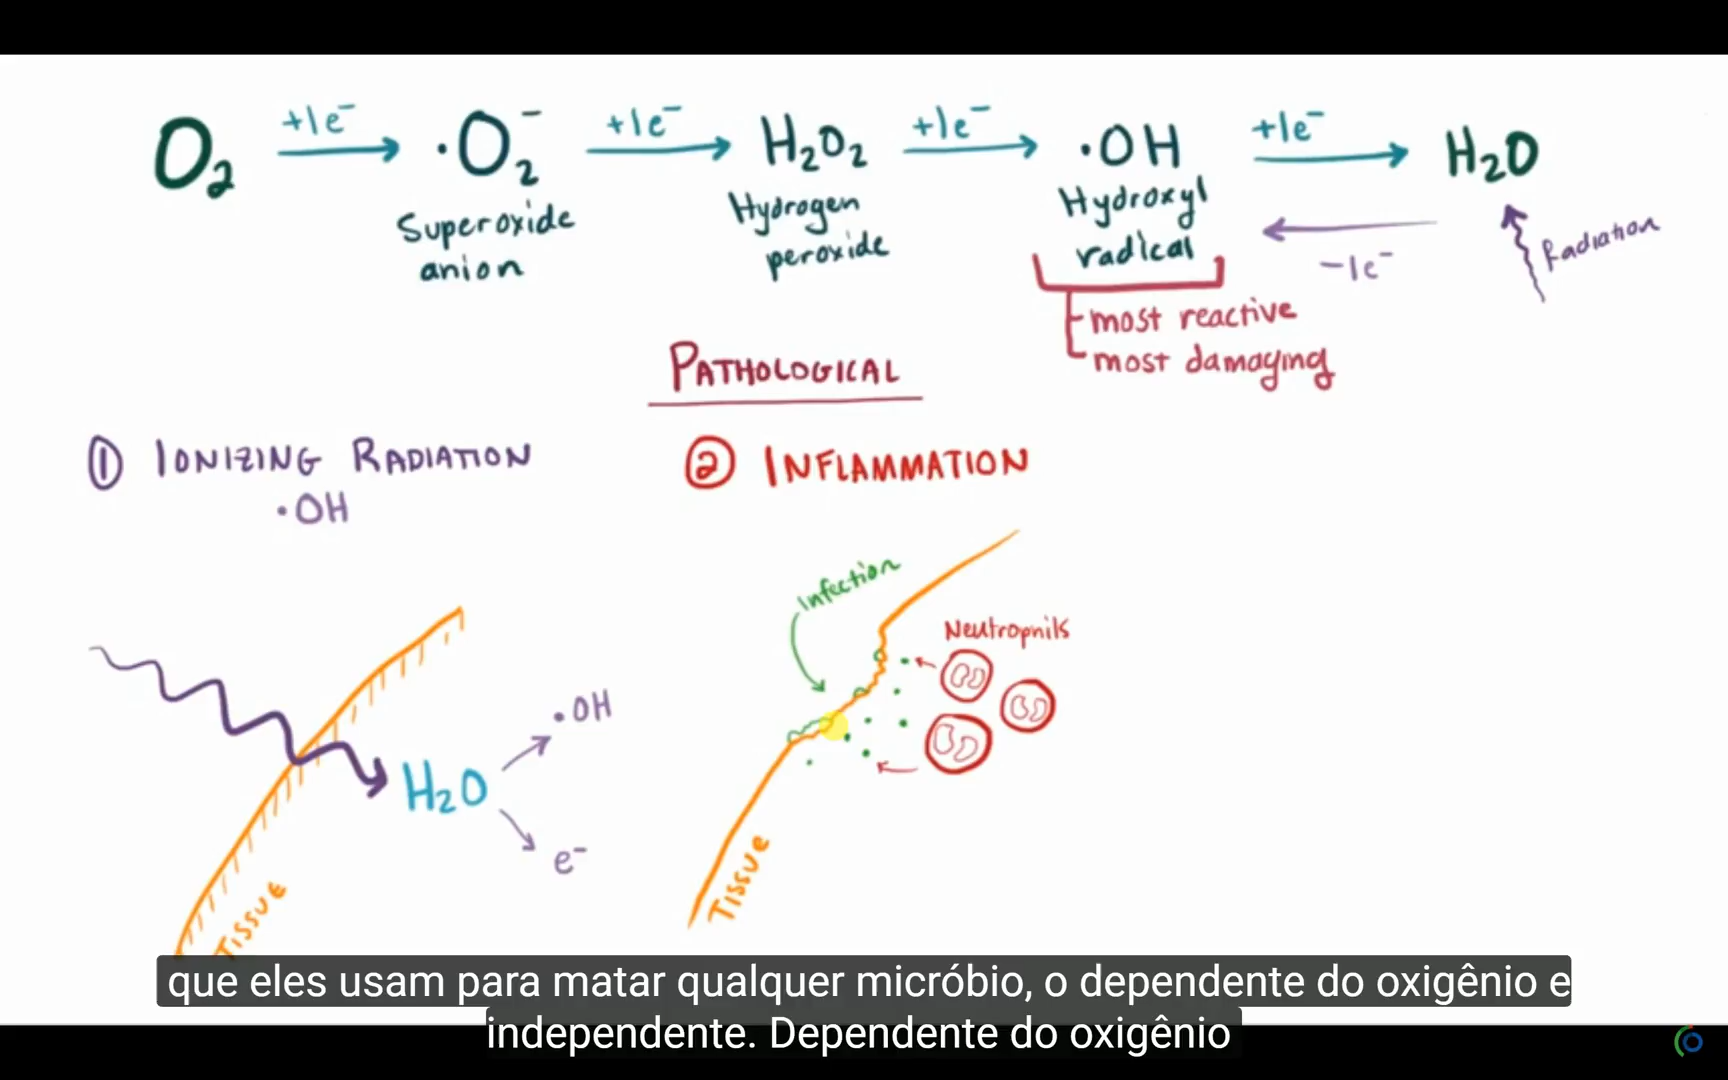 O₂ +1e⁻ ·O₂⁻ +1e⁻ H₂O₂ +1e⁻ ·OH +1e⁻ H₂O
Superoxide
anion
Hydrogen
peroxide
Hydroxyl
radical
-1e⁻
Radiation
most reactive
most damaging
PATHOLOGICAL
① IONIZING RADIATION
·OH
② INFLAMMATION
Infection
Neutrophils
·OH
H₂O
e⁻
TISSUE
TISSUE
que eles usam para matar qualquer micróbio, o dependente do oxigênio e
independente. Dependente do oxigênio